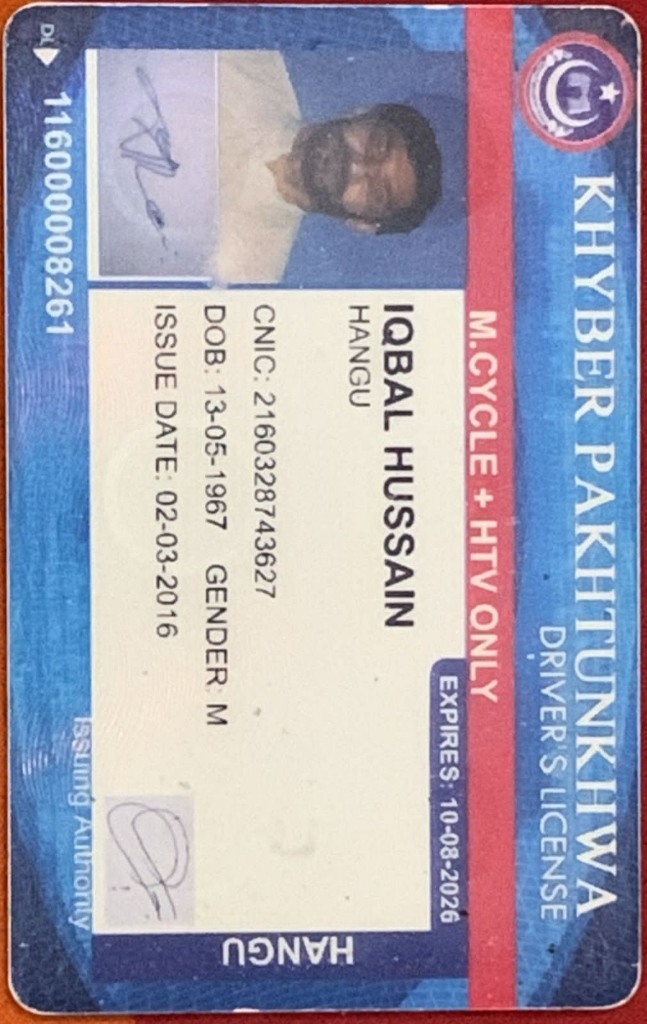 KHYBER PAKHTUNKHWA
DRIVER'S LICENSE
M.CYCLE + HTV ONLY
EXPIRES: 10-08-2026
IQBAL HUSSAIN
HANGU
CNIC: 2160328743627
DOB: 13-05-1967 GENDER: M
ISSUE DATE: 02-03-2016
HANGU
Issuing Authority
DL 11600008261